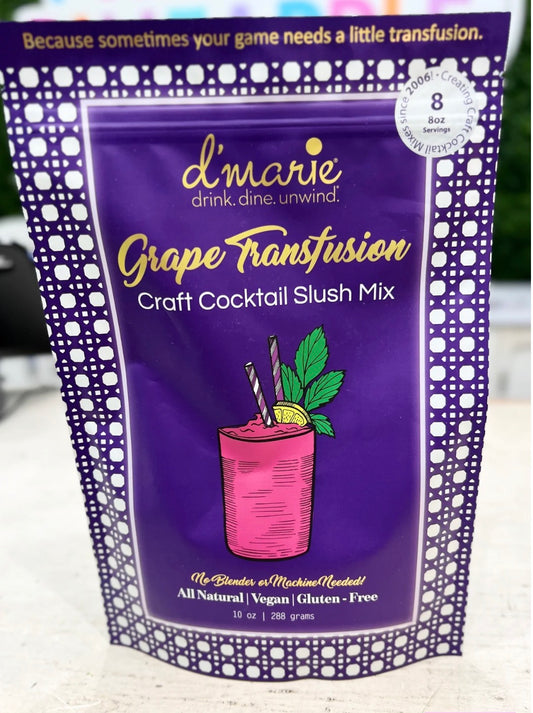 Because sometimes your game needs a little transfusion.
Creating Craft Cocktail Mixes since 2006!
8
8oz
Servings
d'marie®
drink. dine. unwind.®
Grape Transfusion
Craft Cocktail Slush Mix
No Blender or Machine Needed!
All Natural | Vegan | Gluten - Free
10 oz | 288 grams